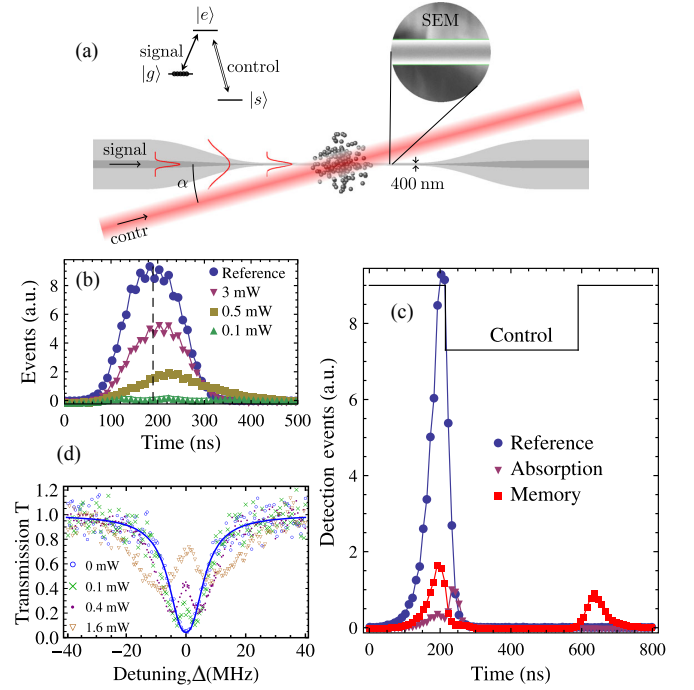 (a)
|e⟩
signal
control
|g⟩
|s⟩
SEM
signal
α
400 nm
contr
(b)
Events (a.u.)
8
6
4
2
0
Reference
3 mW
0.5 mW
0.1 mW
0 100 200 300 400 500
Time (ns)
(c)
Detection events (a.u.)
8
6
4
2
0
Control
Reference
Absorption
Memory
0 200 400 600 800
Time (ns)
(d)
Transmission T
1.2
1.0
0.8
0.6
0.4
0.2
0.0
0 mW
0.1 mW
0.4 mW
1.6 mW
-40 -20 0 20 40
Detuning,Δ(MHz)